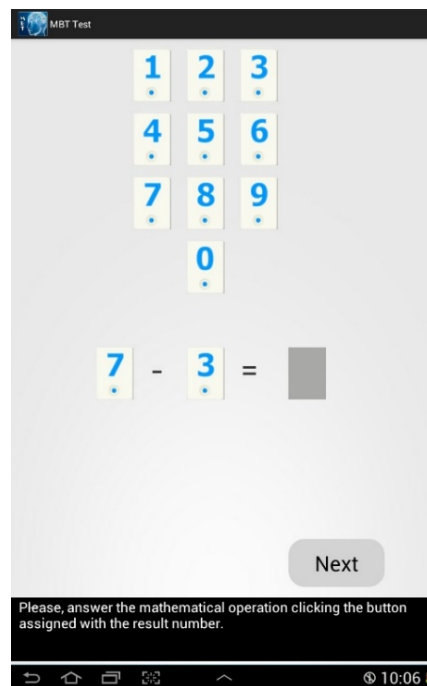 MBT Test
1 2 3
4 5 6
7 8 9
0
7 - 3 =
Next
Please, answer the mathematical operation clicking the button
assigned with the result number.
10:06